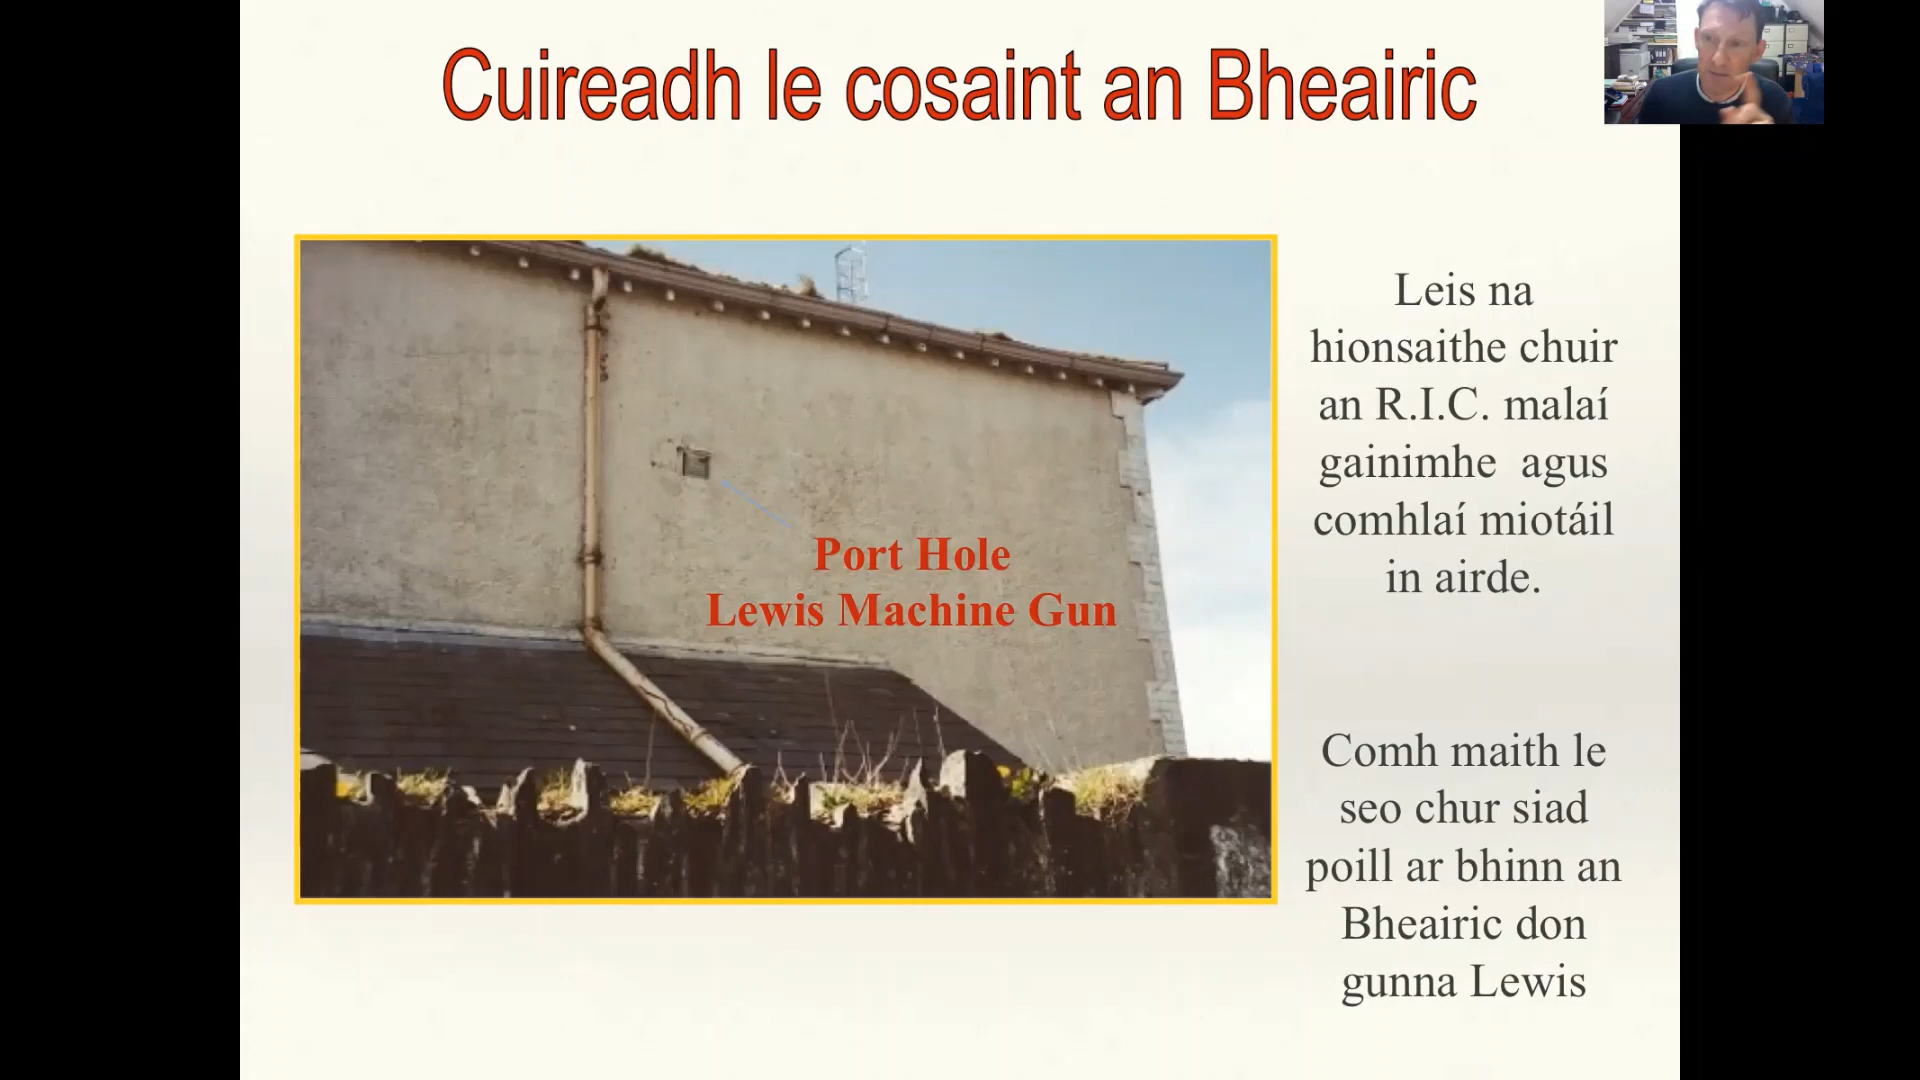 Cuireadh le cosaint an Bheairic
Port Hole
Lewis Machine Gun
Leis na
hionsaithe chuir
an R.I.C. malaí
gainimhe agus
comhlaí miotáil
in airde.
Comh maith le
seo chur siad
poill ar bhinn an
Bheairic don
gunna Lewis